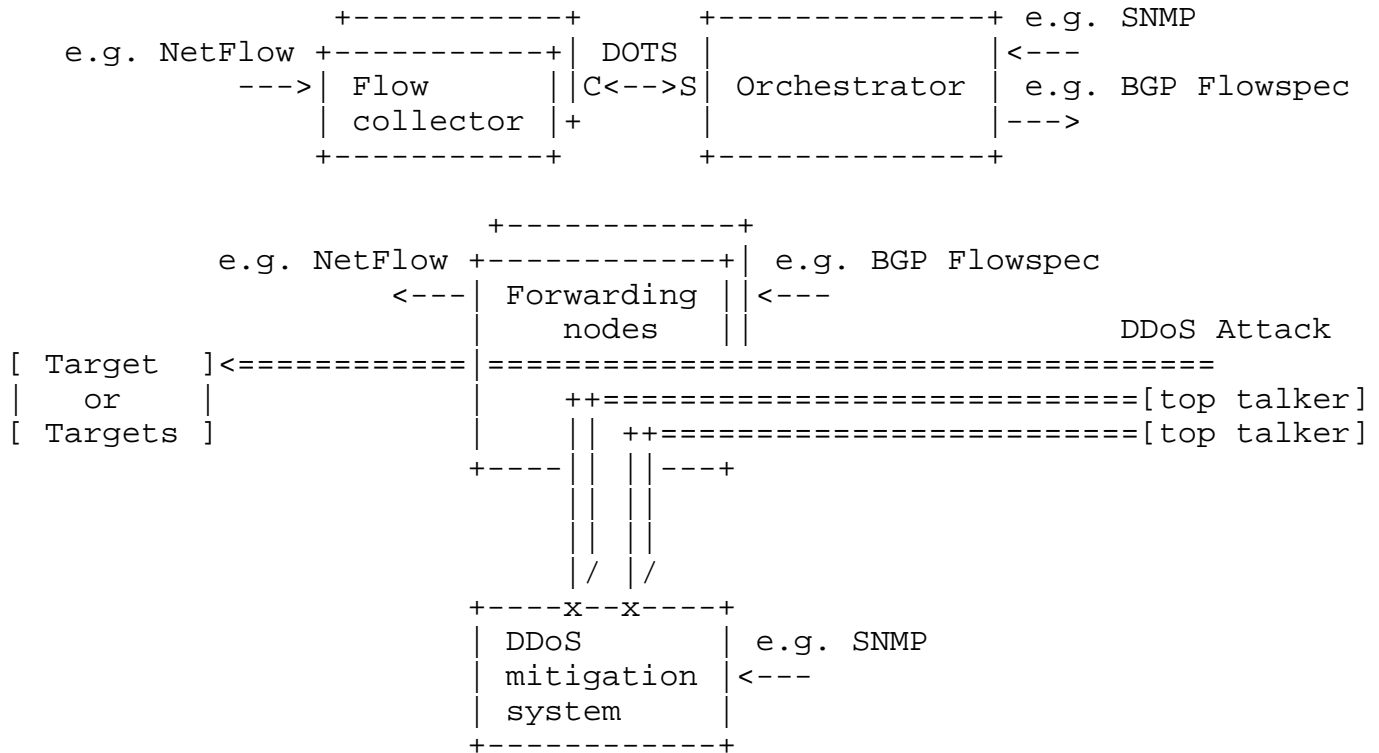 e.g. SNMP
e.g. NetFlow DOTS
Flow C<-->S Orchestrator e.g. BGP Flowspec
collector
e.g. NetFlow e.g. BGP Flowspec
Forwarding
nodes DDoS Attack
[ Target ]
or [top talker]
[ Targets ] [top talker]
x x
DDoS e.g. SNMP
mitigation
system